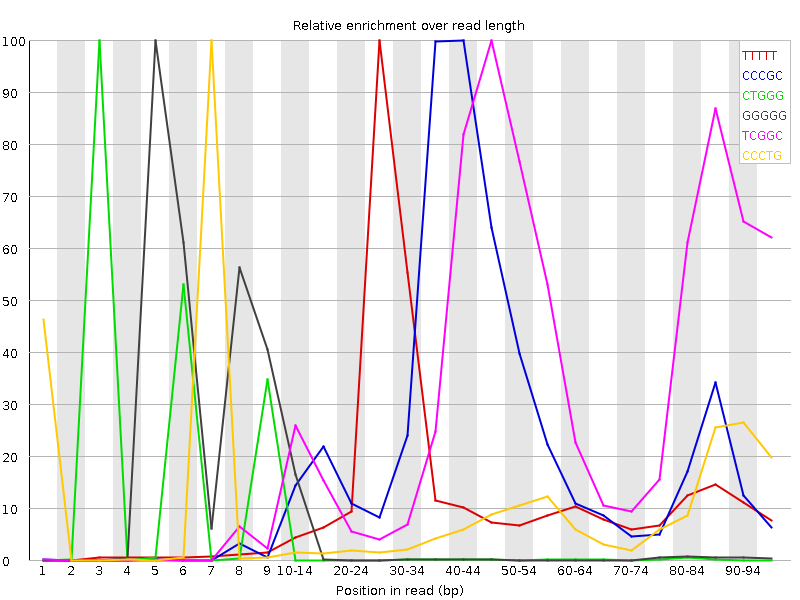 Relative enrichment over read length
100
90
80
70
60
50
40
30
20
10
0
TTTTT
CCCGC
CTGGG
GGGGG
TCGGC
CCCTG
1 2 3 4 5 6 7 8 9 10-14 20-24 30-34 40-44 50-54 60-64 70-74 80-84 90-94
Position in read (bp)